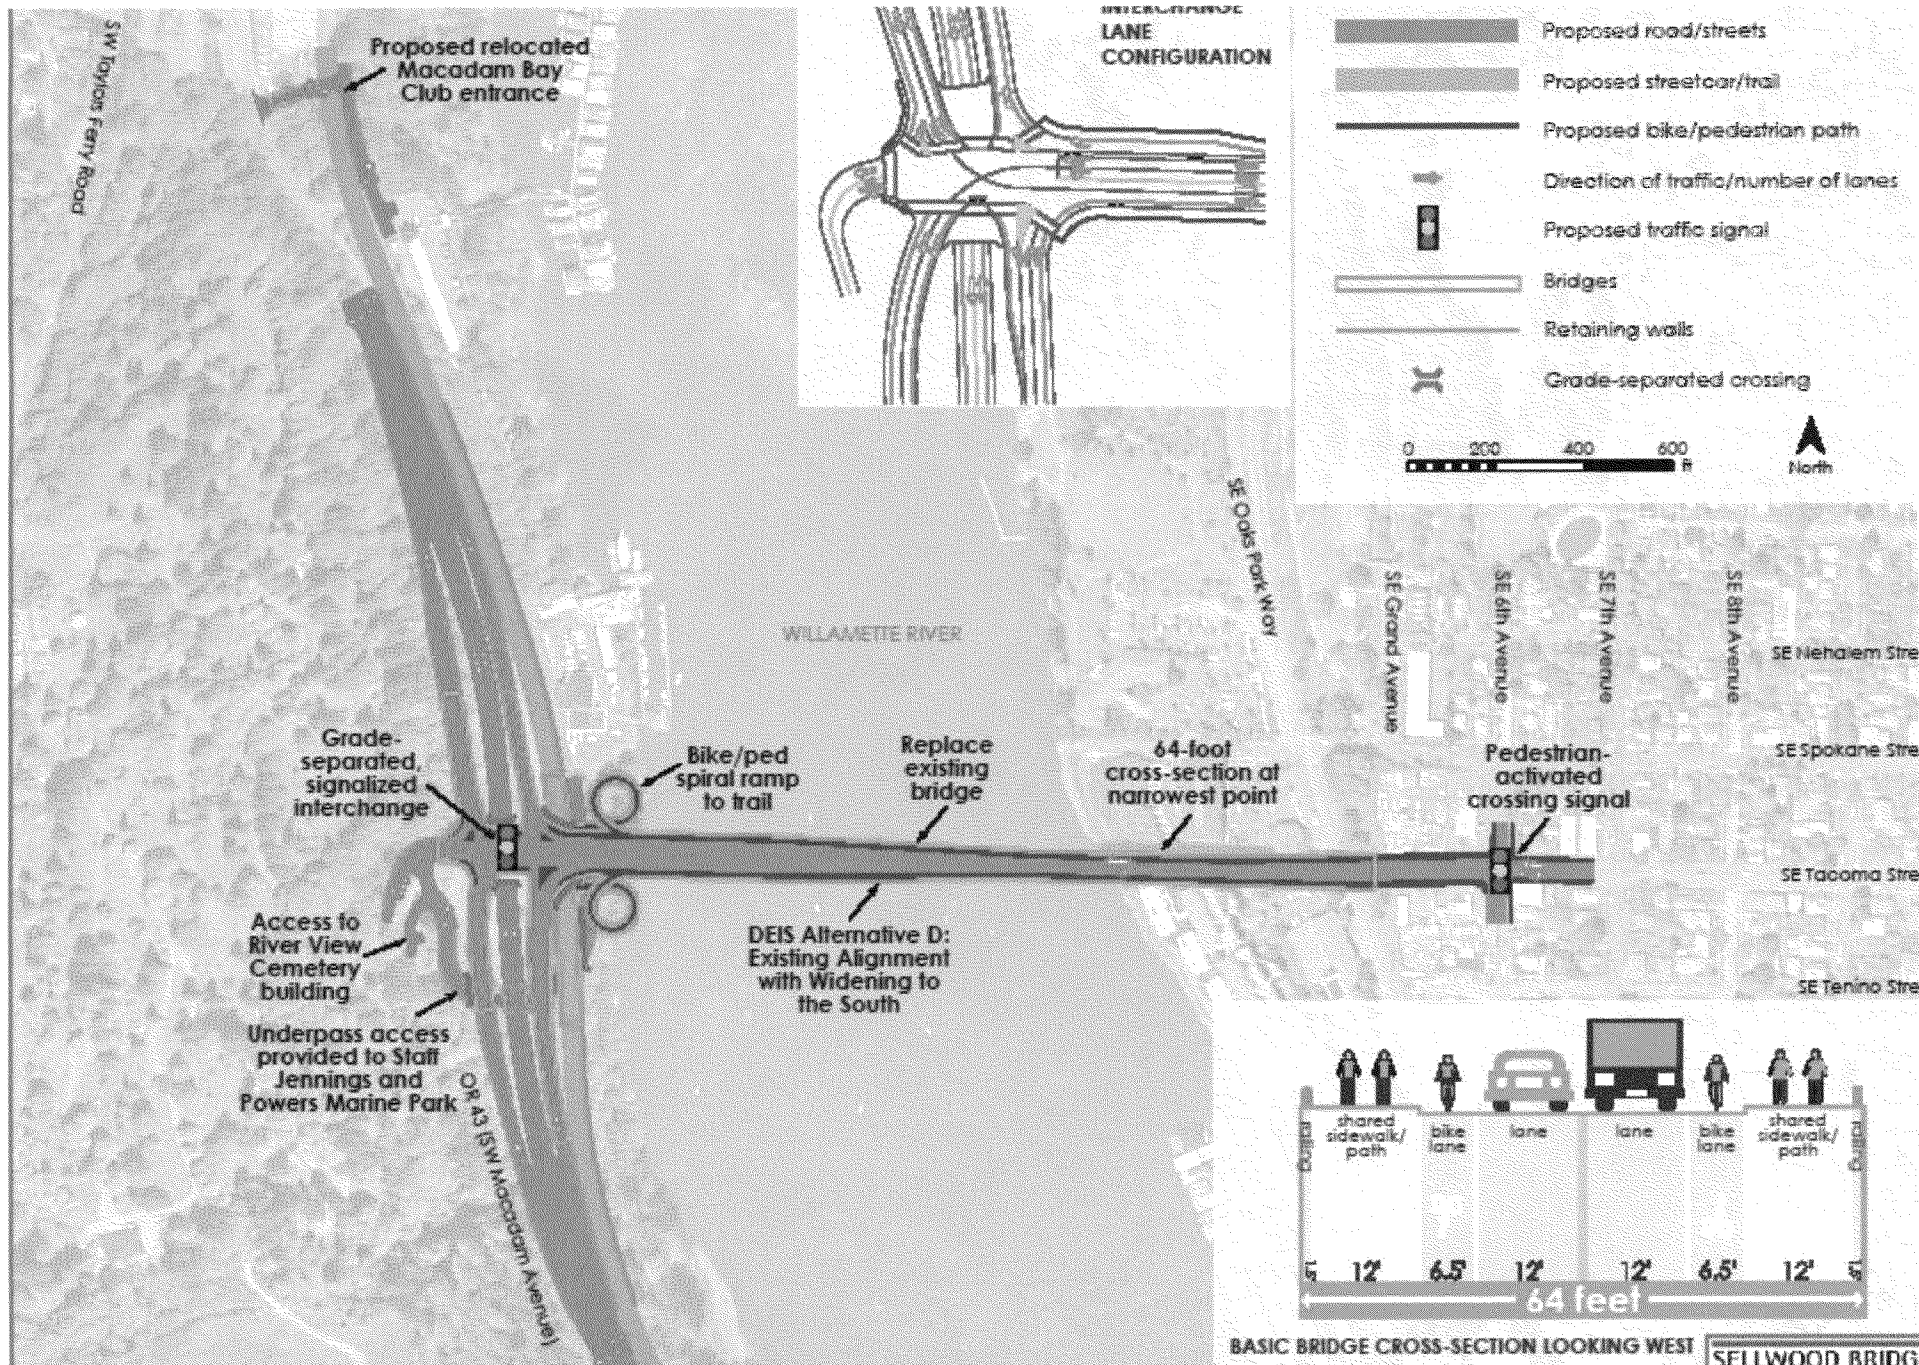 SW Taylors Ferry Road
Proposed relocated
Macadam Bay
Club entrance
INTERCHANGE
LANE
CONFIGURATION
Proposed road/streets
Proposed streetcar/trail
Proposed bike/pedestrian path
Direction of traffic/number of lanes
Proposed traffic signal
Bridges
Retaining walls
Grade-separated crossing
0 200 400 600
ft
North
SE Oaks Park Way
SE Grand Avenue
SE 6th Avenue
SE 7th Avenue
SE 8th Avenue
WILLAMETTE RIVER
SE Nehalem Stre
SE Spokane Stre
SE Tacoma Stre
SE Tenino Stre
Grade-
separated,
signalized
interchange
Bike/ped
spiral ramp
to trail
Replace
existing
bridge
64-foot
cross-section at
narrowest point
Pedestrian-
activated
crossing signal
Access to
River View
Cemetery
building
DEIS Alternative D:
Existing Alignment
with Widening to
the South
Underpass access
provided to Staff
Jennings and
Powers Marine Park
OR 43 (SW Macadam Avenue)
railing
shared
sidewalk/
path
bike
lane
lane
lane
bike
lane
shared
sidewalk/
path
railing
12' 6.5' 12' 12' 6.5' 12'
64 feet
BASIC BRIDGE CROSS-SECTION LOOKING WEST
SELLWOOD BRIDG